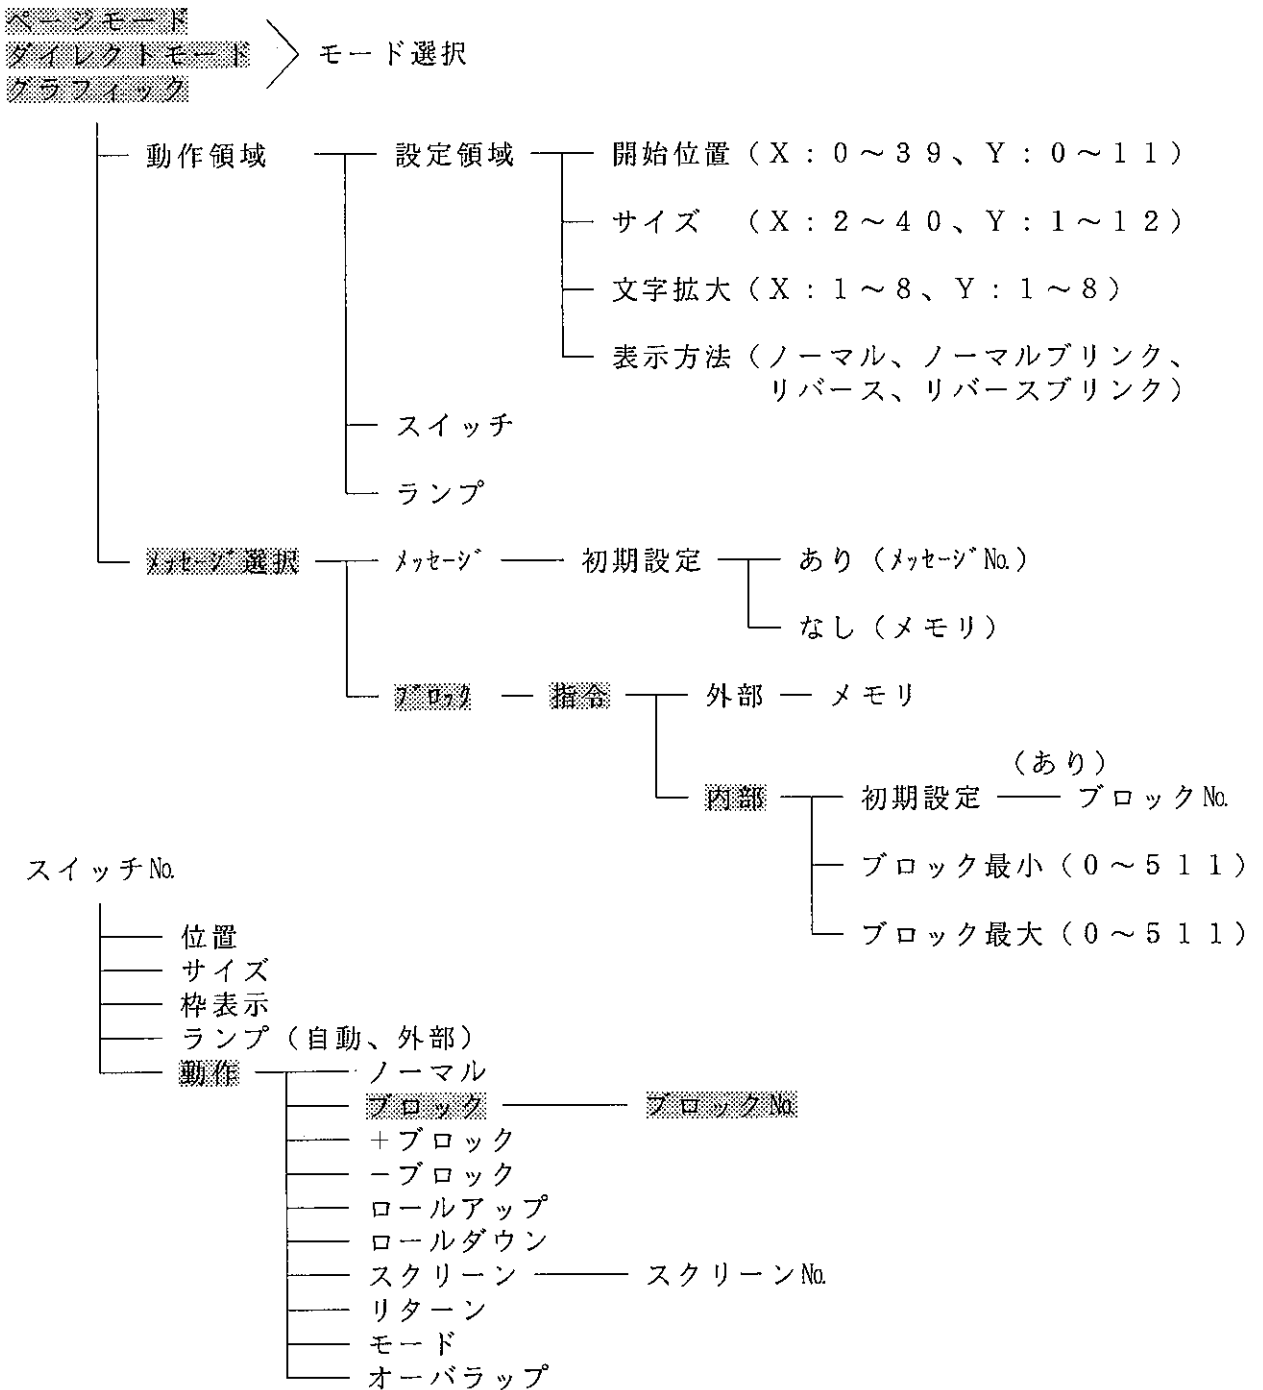 ページモード
ダイレクトモード　モード選択
グラフィック
動作領域　設定領域　開始位置（X：0～39、Y：0～11）
サイズ　（X：2～40、Y：1～12）
文字拡大（X：1～8、Y：1～8）
表示方法（ノーマル、ノーマルブリンク、
リバース、リバースブリンク）
スイッチ
ランプ
ﾒｯｾｰｼﾞ選択　ﾒｯｾｰｼﾞ　初期設定　あり（ﾒｯｾｰｼﾞ№）
なし（メモリ）
ﾌﾞﾛｯｸ　指令　外部　メモリ
（あり）
内部　初期設定　ブロック№
スイッチ№　ブロック最小（0～511）
位置　ブロック最大（0～511）
サイズ
枠表示
ランプ（自動、外部）
動作　ノーマル
ブロック　ブロック№
＋ブロック
－ブロック
ロールアップ
ロールダウン
スクリーン　スクリーン№
リターン
モード
オーバラップ